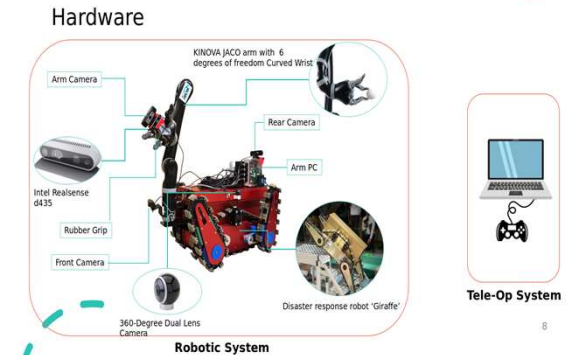 Hardware
KINOVA JACO arm with 6
degrees of freedom Curved Wrist
Arm Camera
Rear Camera
Arm PC
Intel Realsense
d435
Rubber Grip
Front Camera
Disaster response robot ‘Giraffe’
360-Degree Dual Lens
Camera
Robotic System
Tele-Op System
8